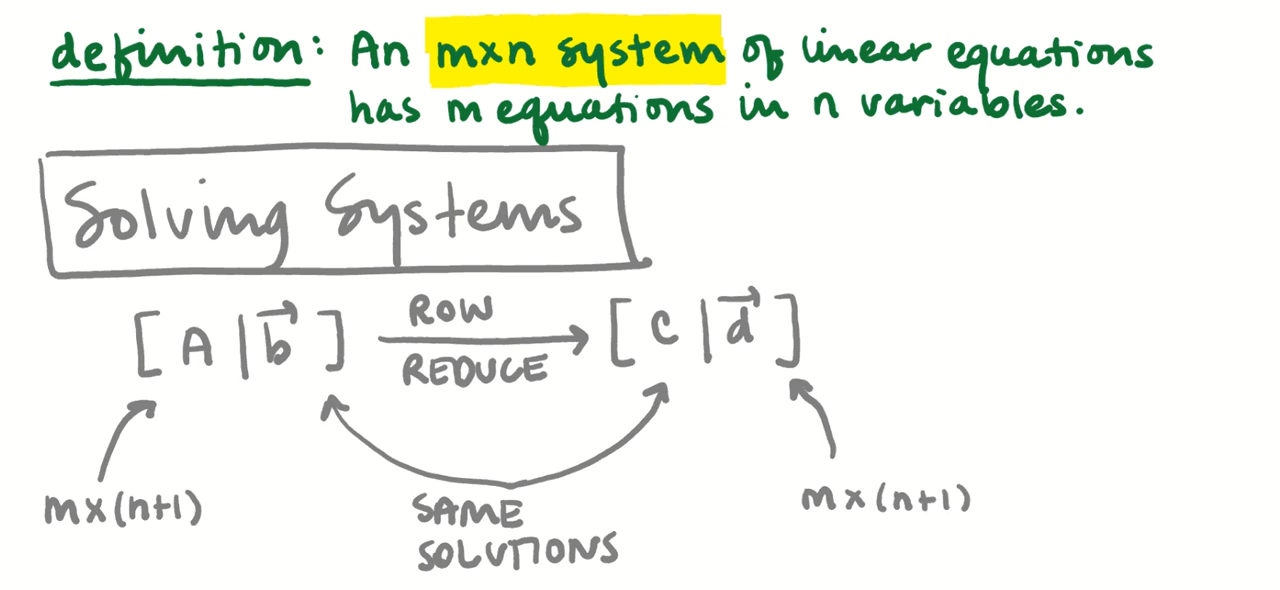 definition: An mxn system of linear equations
has m equations in n variables.
Solving Systems
[A|b⃗] ROW REDUCE → [C|d⃗]
mx(n+1)
SAME
SOLUTIONS
mx(n+1)